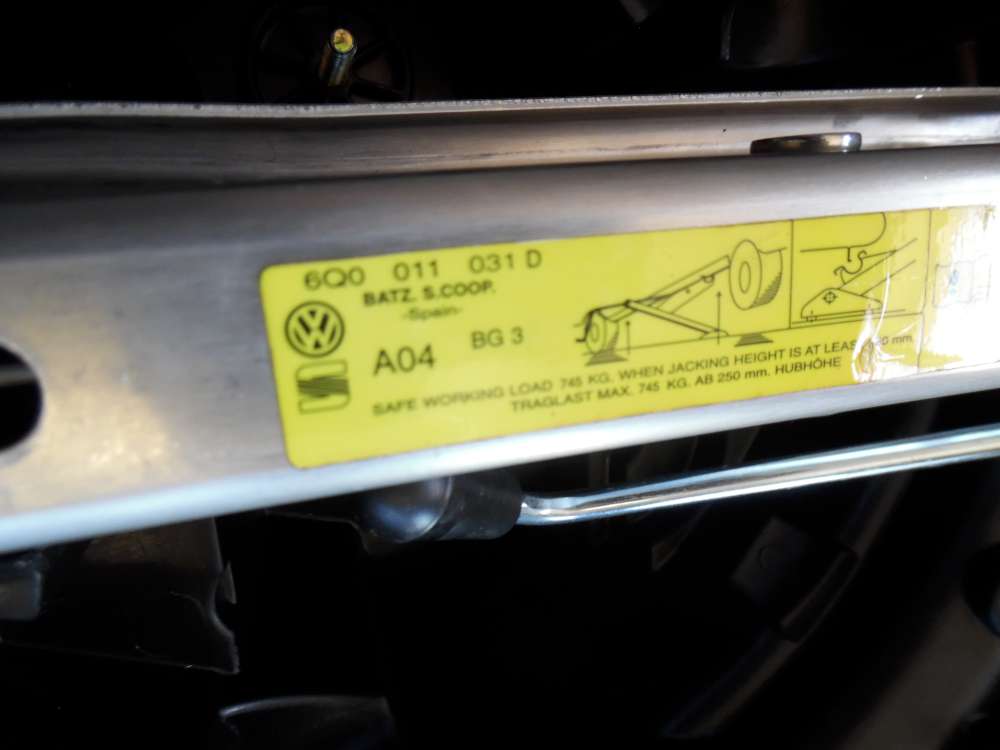 6Q0 011 031 D
BATZ. S.COOP.
-Spain-
A04 BG 3
SAFE WORKING LOAD 745 KG. WHEN JACKING HEIGHT IS AT LEAST mm.
TRAGLAST MAX. 745 KG. AB 250 mm. HUBHÖHE